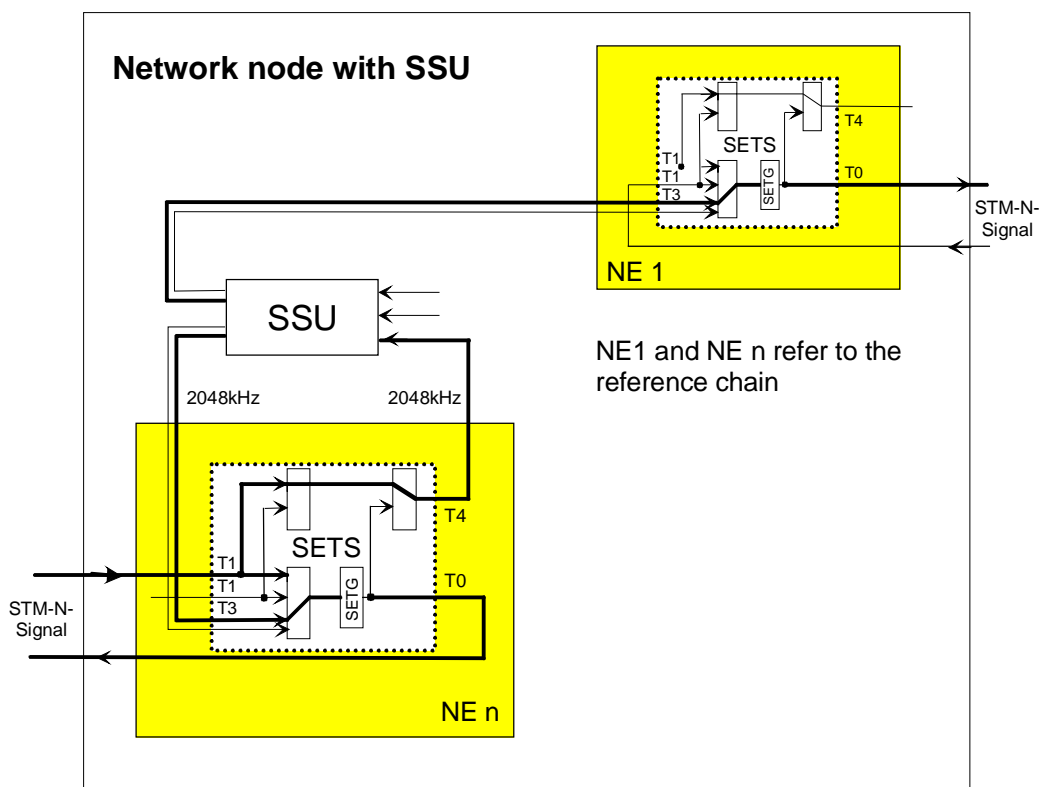 Network node with SSU
T4
SETS
T1
T1
T3
SETG
T0
STM-N-
Signal
NE 1
SSU
NE1 and NE n refer to the
reference chain
2048kHz
2048kHz
T4
SETS
T1
T1
T3
SETG
T0
STM-N-
Signal
NE n